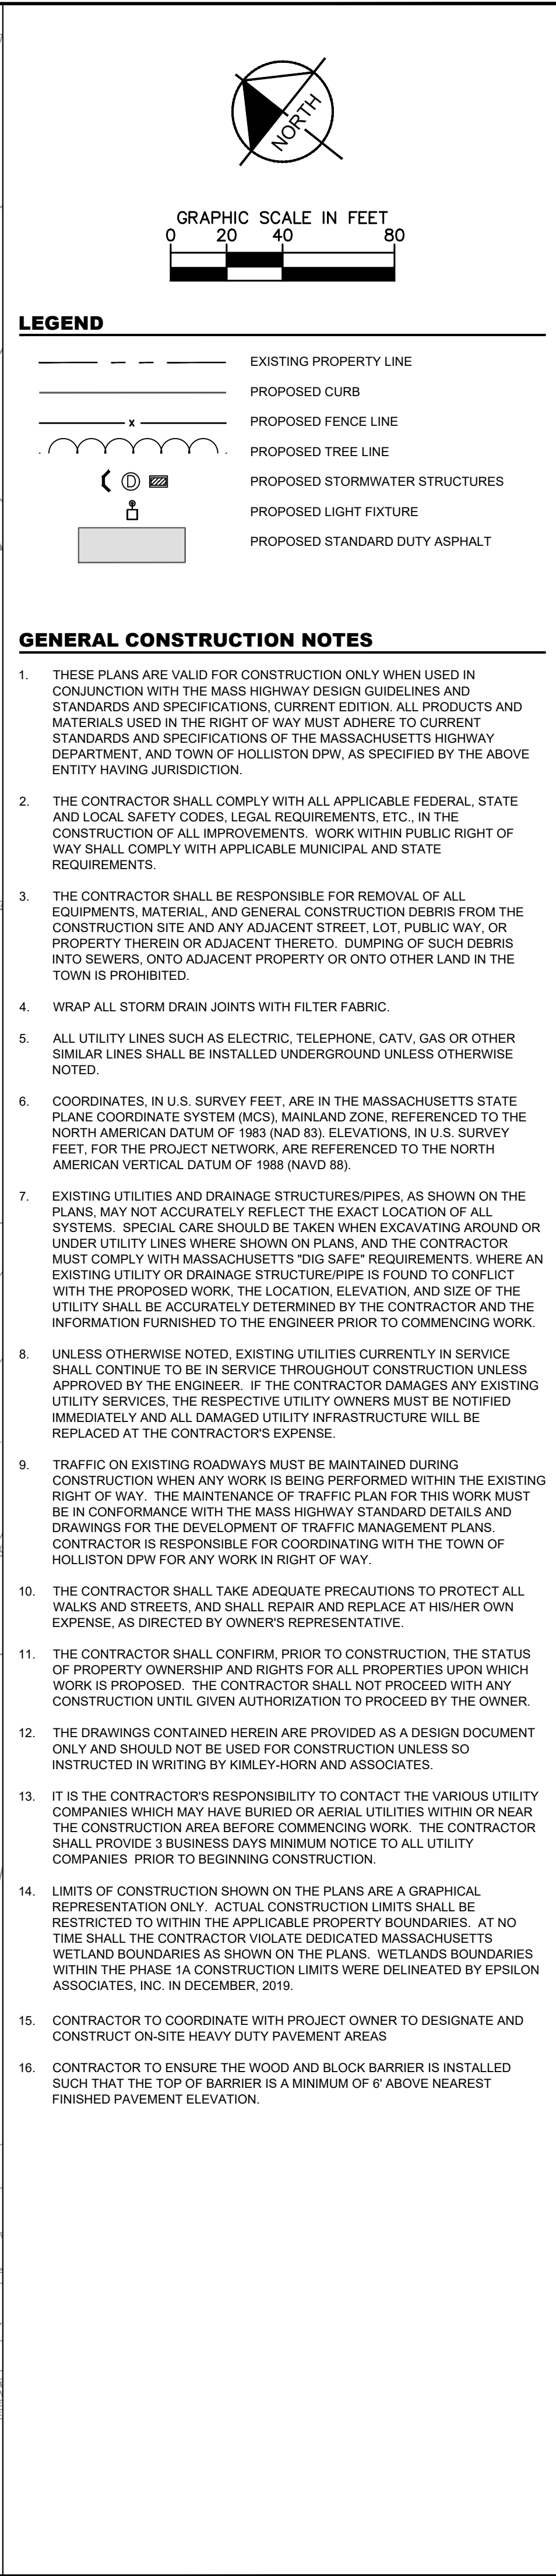 NORTH
GRAPHIC SCALE IN FEET
0 20 40 80
LEGEND
EXISTING PROPERTY LINE
PROPOSED CURB
x PROPOSED FENCE LINE
PROPOSED TREE LINE
D PROPOSED STORMWATER STRUCTURES
PROPOSED LIGHT FIXTURE
PROPOSED STANDARD DUTY ASPHALT
GENERAL CONSTRUCTION NOTES
1. THESE PLANS ARE VALID FOR CONSTRUCTION ONLY WHEN USED IN
CONJUNCTION WITH THE MASS HIGHWAY DESIGN GUIDELINES AND
STANDARDS AND SPECIFICATIONS, CURRENT EDITION. ALL PRODUCTS AND
MATERIALS USED IN THE RIGHT OF WAY MUST ADHERE TO CURRENT
STANDARDS AND SPECIFICATIONS OF THE MASSACHUSETTS HIGHWAY
DEPARTMENT, AND TOWN OF HOLLISTON DPW, AS SPECIFIED BY THE ABOVE
ENTITY HAVING JURISDICTION.
2. THE CONTRACTOR SHALL COMPLY WITH ALL APPLICABLE FEDERAL, STATE
AND LOCAL SAFETY CODES, LEGAL REQUIREMENTS, ETC., IN THE
CONSTRUCTION OF ALL IMPROVEMENTS. WORK WITHIN PUBLIC RIGHT OF
WAY SHALL COMPLY WITH APPLICABLE MUNICIPAL AND STATE
REQUIREMENTS.
3. THE CONTRACTOR SHALL BE RESPONSIBLE FOR REMOVAL OF ALL
EQUIPMENTS, MATERIAL, AND GENERAL CONSTRUCTION DEBRIS FROM THE
CONSTRUCTION SITE AND ANY ADJACENT STREET, LOT, PUBLIC WAY, OR
PROPERTY THEREIN OR ADJACENT THERETO. DUMPING OF SUCH DEBRIS
INTO SEWERS, ONTO ADJACENT PROPERTY OR ONTO OTHER LAND IN THE
TOWN IS PROHIBITED.
4. WRAP ALL STORM DRAIN JOINTS WITH FILTER FABRIC.
5. ALL UTILITY LINES SUCH AS ELECTRIC, TELEPHONE, CATV, GAS OR OTHER
SIMILAR LINES SHALL BE INSTALLED UNDERGROUND UNLESS OTHERWISE
NOTED.
6. COORDINATES, IN U.S. SURVEY FEET, ARE IN THE MASSACHUSETTS STATE
PLANE COORDINATE SYSTEM (MCS), MAINLAND ZONE, REFERENCED TO THE
NORTH AMERICAN DATUM OF 1983 (NAD 83). ELEVATIONS, IN U.S. SURVEY
FEET, FOR THE PROJECT NETWORK, ARE REFERENCED TO THE NORTH
AMERICAN VERTICAL DATUM OF 1988 (NAVD 88).
7. EXISTING UTILITIES AND DRAINAGE STRUCTURES/PIPES, AS SHOWN ON THE
PLANS, MAY NOT ACCURATELY REFLECT THE EXACT LOCATION OF ALL
SYSTEMS. SPECIAL CARE SHOULD BE TAKEN WHEN EXCAVATING AROUND OR
UNDER UTILITY LINES WHERE SHOWN ON PLANS, AND THE CONTRACTOR
MUST COMPLY WITH MASSACHUSETTS "DIG SAFE" REQUIREMENTS. WHERE AN
EXISTING UTILITY OR DRAINAGE STRUCTURE/PIPE IS FOUND TO CONFLICT
WITH THE PROPOSED WORK, THE LOCATION, ELEVATION, AND SIZE OF THE
UTILITY SHALL BE ACCURATELY DETERMINED BY THE CONTRACTOR AND THE
INFORMATION FURNISHED TO THE ENGINEER PRIOR TO COMMENCING WORK.
8. UNLESS OTHERWISE NOTED, EXISTING UTILITIES CURRENTLY IN SERVICE
SHALL CONTINUE TO BE IN SERVICE THROUGHOUT CONSTRUCTION UNLESS
APPROVED BY THE ENGINEER. IF THE CONTRACTOR DAMAGES ANY EXISTING
UTILITY SERVICES, THE RESPECTIVE UTILITY OWNERS MUST BE NOTIFIED
IMMEDIATELY AND ALL DAMAGED UTILITY INFRASTRUCTURE WILL BE
REPLACED AT THE CONTRACTOR'S EXPENSE.
9. TRAFFIC ON EXISTING ROADWAYS MUST BE MAINTAINED DURING
CONSTRUCTION WHEN ANY WORK IS BEING PERFORMED WITHIN THE EXISTING
RIGHT OF WAY. THE MAINTENANCE OF TRAFFIC PLAN FOR THIS WORK MUST
BE IN CONFORMANCE WITH THE MASS HIGHWAY STANDARD DETAILS AND
DRAWINGS FOR THE DEVELOPMENT OF TRAFFIC MANAGEMENT PLANS.
CONTRACTOR IS RESPONSIBLE FOR COORDINATING WITH THE TOWN OF
HOLLISTON DPW FOR ANY WORK IN RIGHT OF WAY.
10. THE CONTRACTOR SHALL TAKE ADEQUATE PRECAUTIONS TO PROTECT ALL
WALKS AND STREETS, AND SHALL REPAIR AND REPLACE AT HIS/HER OWN
EXPENSE, AS DIRECTED BY OWNER'S REPRESENTATIVE.
11. THE CONTRACTOR SHALL CONFIRM, PRIOR TO CONSTRUCTION, THE STATUS
OF PROPERTY OWNERSHIP AND RIGHTS FOR ALL PROPERTIES UPON WHICH
WORK IS PROPOSED. THE CONTRACTOR SHALL NOT PROCEED WITH ANY
CONSTRUCTION UNTIL GIVEN AUTHORIZATION TO PROCEED BY THE OWNER.
12. THE DRAWINGS CONTAINED HEREIN ARE PROVIDED AS A DESIGN DOCUMENT
ONLY AND SHOULD NOT BE USED FOR CONSTRUCTION UNLESS SO
INSTRUCTED IN WRITING BY KIMLEY-HORN AND ASSOCIATES.
13. IT IS THE CONTRACTOR'S RESPONSIBILITY TO CONTACT THE VARIOUS UTILITY
COMPANIES WHICH MAY HAVE BURIED OR AERIAL UTILITIES WITHIN OR NEAR
THE CONSTRUCTION AREA BEFORE COMMENCING WORK. THE CONTRACTOR
SHALL PROVIDE 3 BUSINESS DAYS MINIMUM NOTICE TO ALL UTILITY
COMPANIES PRIOR TO BEGINNING CONSTRUCTION.
14. LIMITS OF CONSTRUCTION SHOWN ON THE PLANS ARE A GRAPHICAL
REPRESENTATION ONLY. ACTUAL CONSTRUCTION LIMITS SHALL BE
RESTRICTED TO WITHIN THE APPLICABLE PROPERTY BOUNDARIES. AT NO
TIME SHALL THE CONTRACTOR VIOLATE DEDICATED MASSACHUSETTS
WETLAND BOUNDARIES AS SHOWN ON THE PLANS. WETLANDS BOUNDARIES
WITHIN THE PHASE 1A CONSTRUCTION LIMITS WERE DELINEATED BY EPSILON
ASSOCIATES, INC. IN DECEMBER, 2019.
15. CONTRACTOR TO COORDINATE WITH PROJECT OWNER TO DESIGNATE AND
CONSTRUCT ON-SITE HEAVY DUTY PAVEMENT AREAS
16. CONTRACTOR TO ENSURE THE WOOD AND BLOCK BARRIER IS INSTALLED
SUCH THAT THE TOP OF BARRIER IS A MINIMUM OF 6' ABOVE NEAREST
FINISHED PAVEMENT ELEVATION.